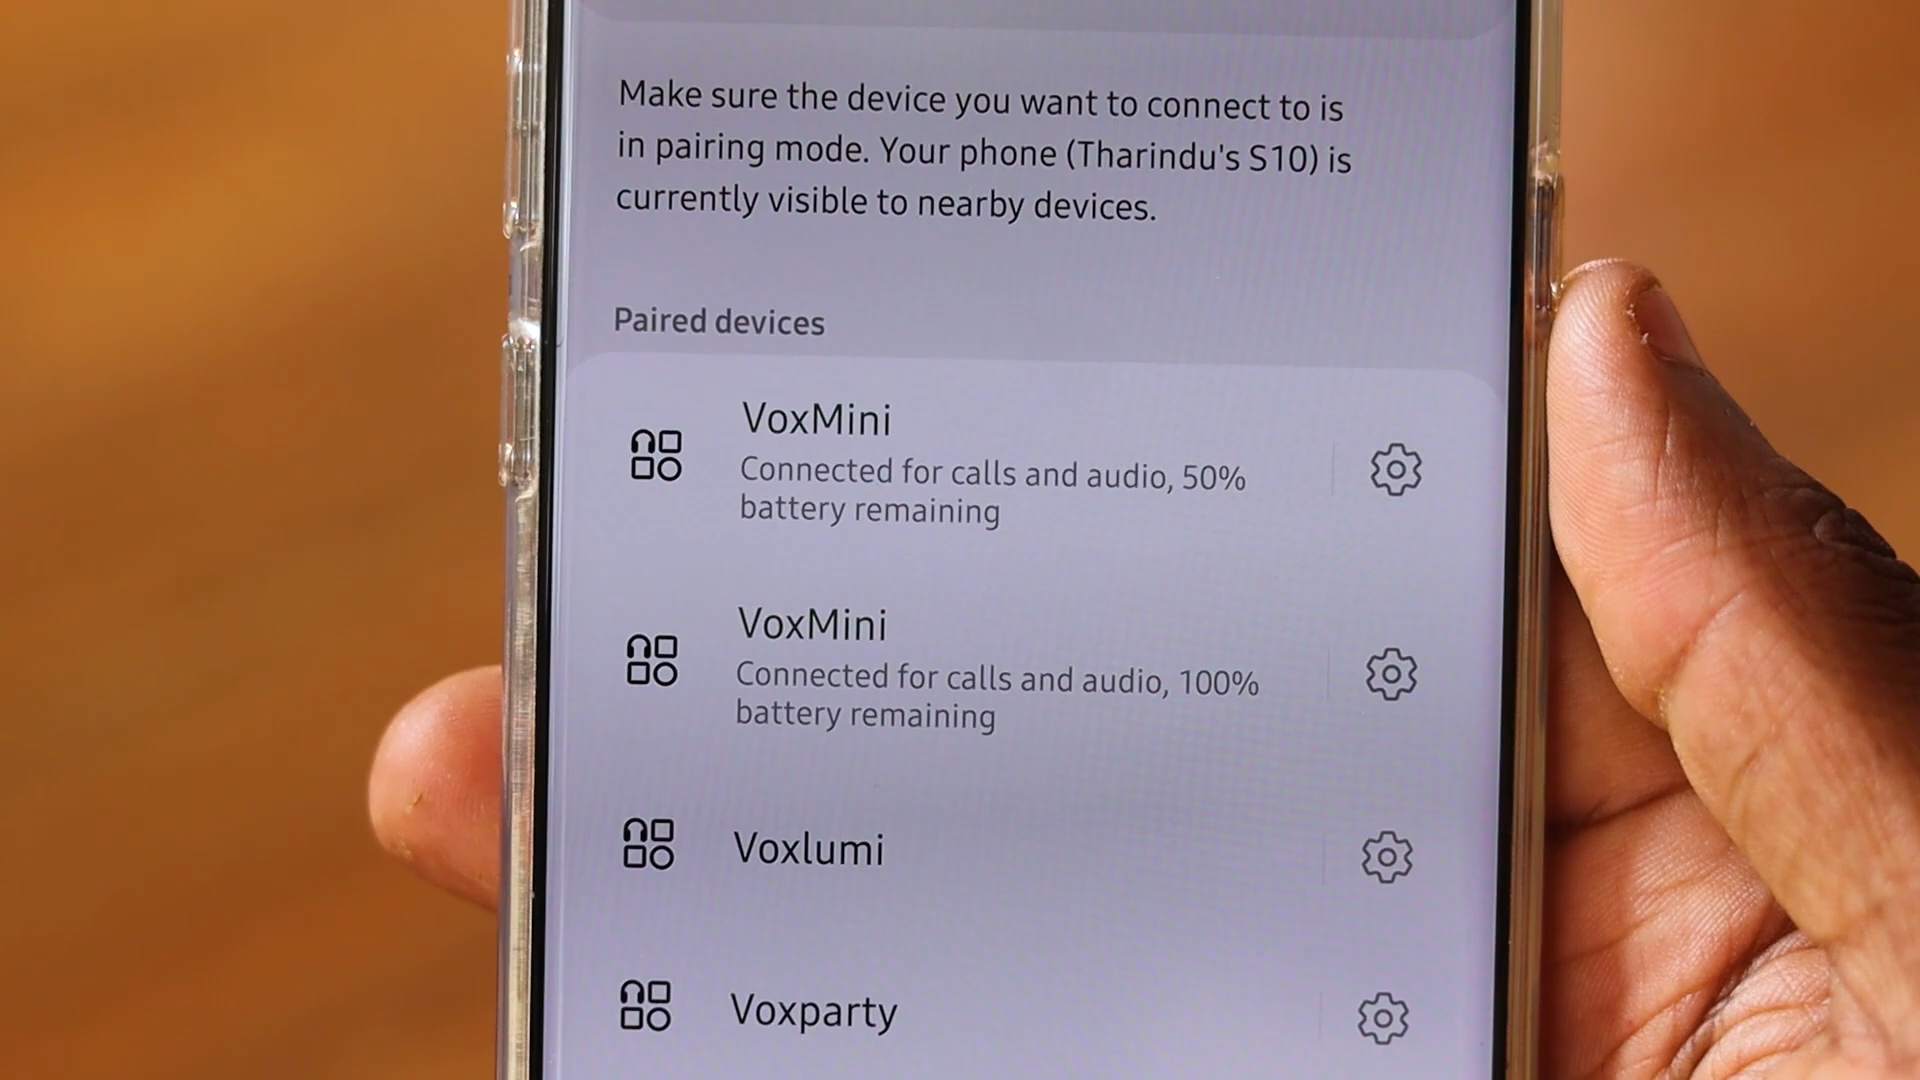 Make sure the device you want to connect to is
in pairing mode. Your phone (Tharindu's S10) is
currently visible to nearby devices.
Paired devices
VoxMini
Connected for calls and audio, 50%
battery remaining
VoxMini
Connected for calls and audio, 100%
battery remaining
Voxlumi
Voxparty